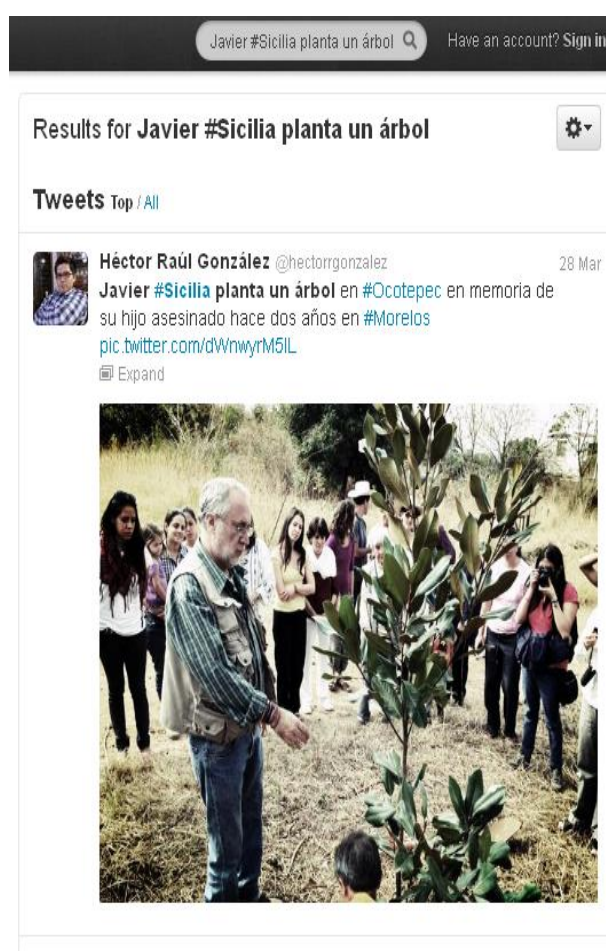 Javier #Sicilia planta un árbol
Have an account? Sign in
Results for Javier #Sicilia planta un árbol
Tweets Top / All
Héctor Raúl González @hectorrgonzalez 28 Mar
Javier #Sicilia planta un árbol en #Ocotepec en memoria de
su hijo asesinado hace dos años en #Morelos
pic.twitter.com/dWnwyrM5IL
Expand